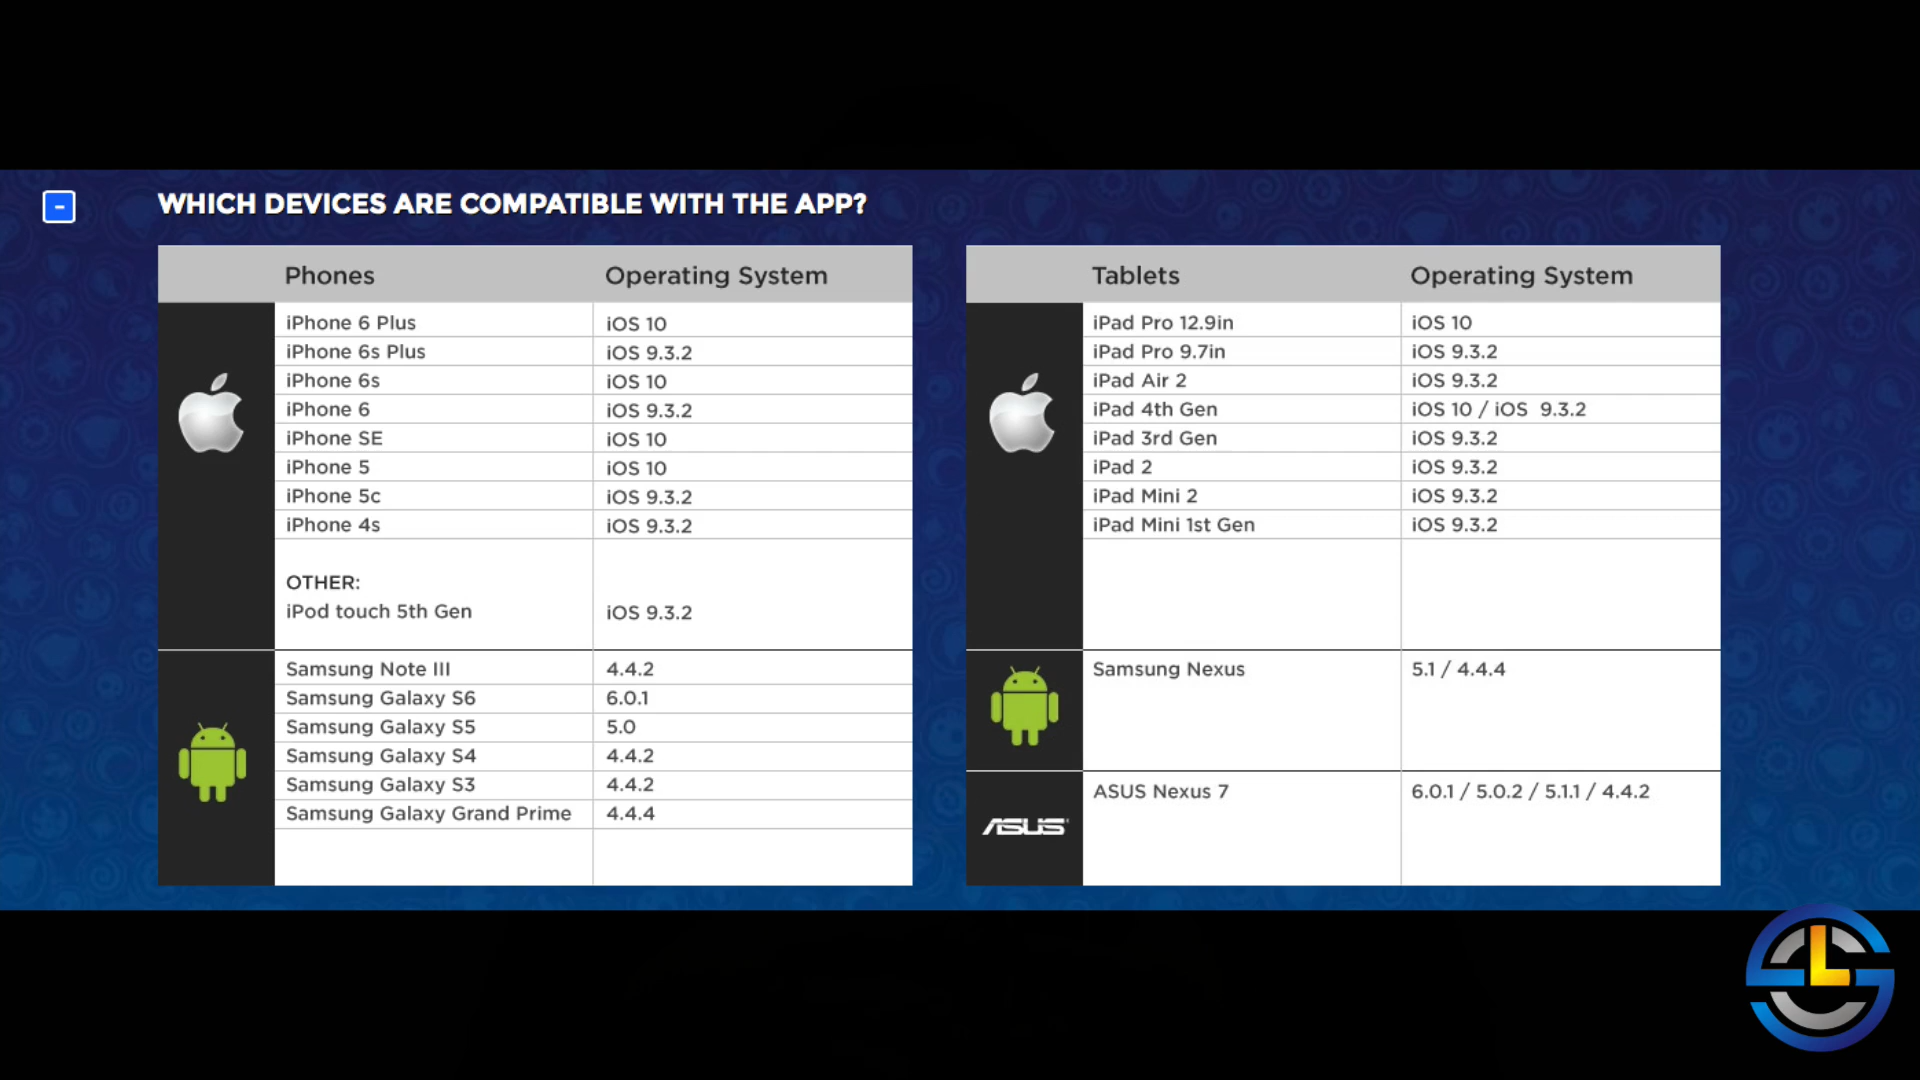 -
WHICH DEVICES ARE COMPATIBLE WITH THE APP?
Phones Operating System
iPhone 6 Plus iOS 10
iPhone 6s Plus iOS 9.3.2
iPhone 6s iOS 10
iPhone 6 iOS 9.3.2
iPhone SE iOS 10
iPhone 5 iOS 10
iPhone 5c iOS 9.3.2
iPhone 4s iOS 9.3.2
OTHER:
iPod touch 5th Gen iOS 9.3.2
Samsung Note III 4.4.2
Samsung Galaxy S6 6.0.1
Samsung Galaxy S5 5.0
Samsung Galaxy S4 4.4.2
Samsung Galaxy S3 4.4.2
Samsung Galaxy Grand Prime 4.4.4
Tablets Operating System
iPad Pro 12.9in iOS 10
iPad Pro 9.7in iOS 9.3.2
iPad Air 2 iOS 9.3.2
iPad 4th Gen iOS 10 / iOS 9.3.2
iPad 3rd Gen iOS 9.3.2
iPad 2 iOS 9.3.2
iPad Mini 2 iOS 9.3.2
iPad Mini 1st Gen iOS 9.3.2
Samsung Nexus 5.1 / 4.4.4
ASUS Nexus 7 6.0.1 / 5.0.2 / 5.1.1 / 4.4.2
ASUS